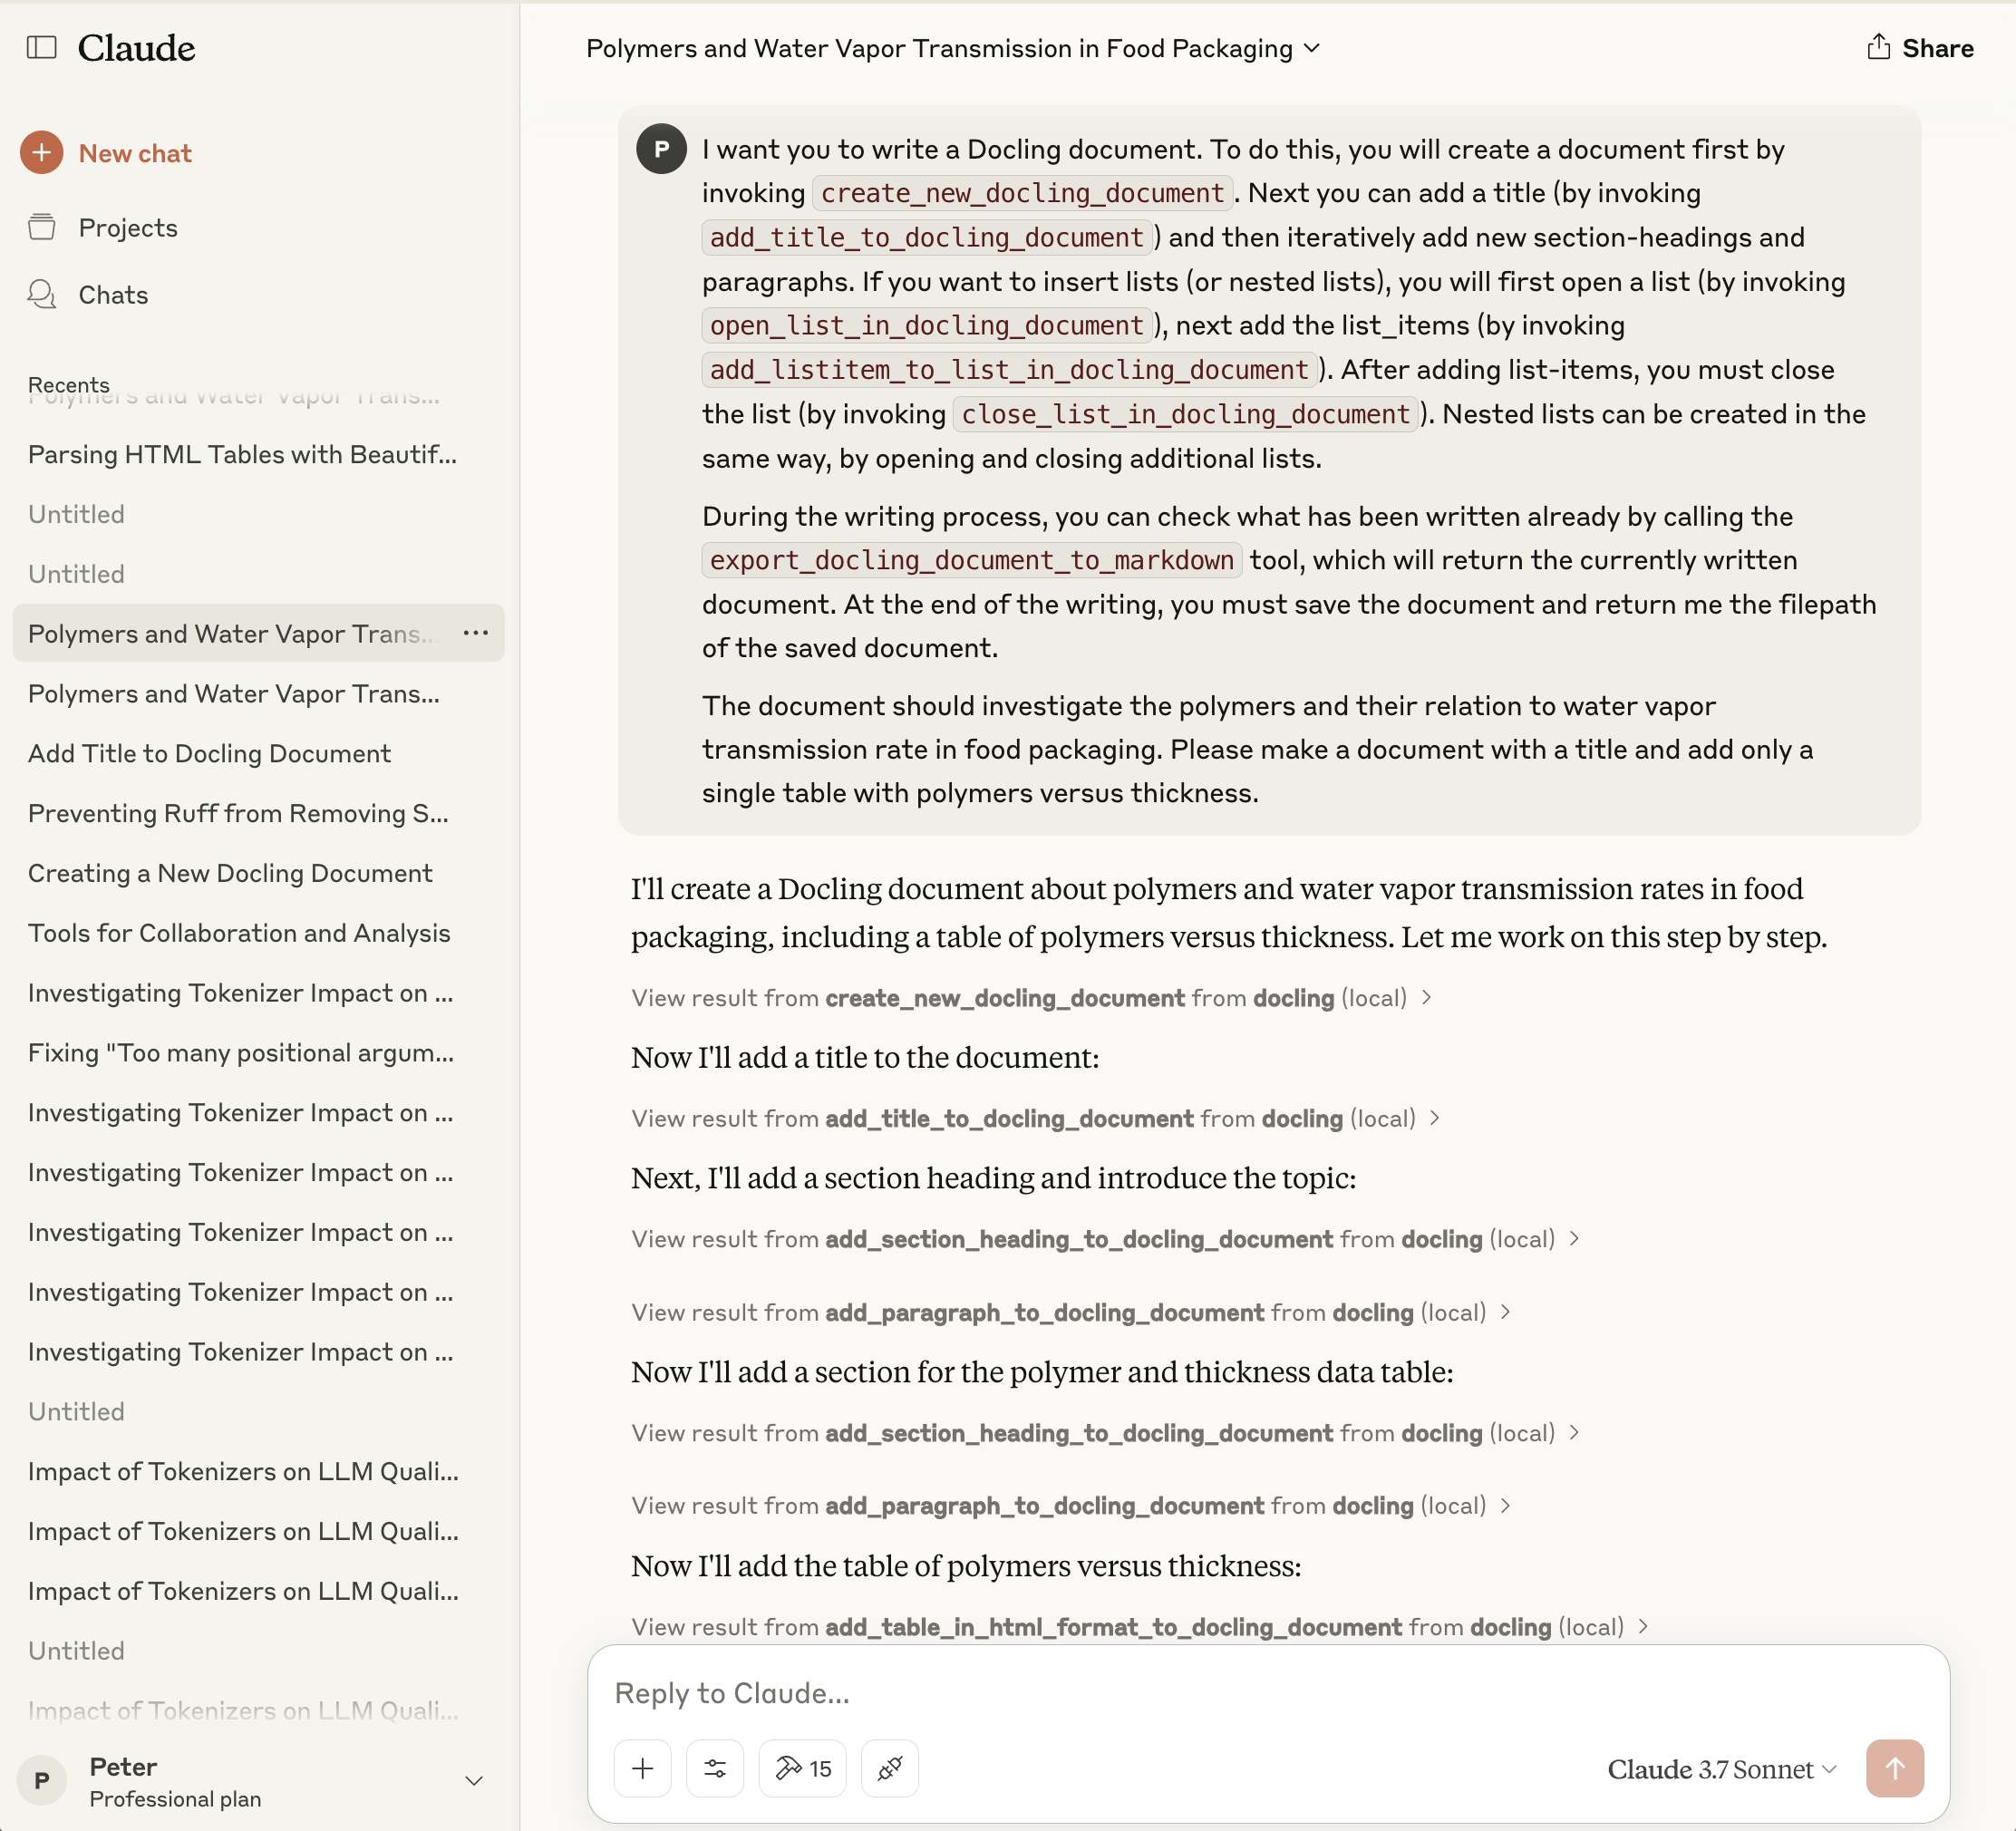 Claude
New chat
Projects
Chats
Recents
Polymers and Water Vapor Trans...
Parsing HTML Tables with Beautif...
Untitled
Untitled
Polymers and Water Vapor Trans...
Polymers and Water Vapor Trans...
Add Title to Docling Document
Preventing Ruff from Removing S...
Creating a New Docling Document
Tools for Collaboration and Analysis
Investigating Tokenizer Impact on ...
Fixing "Too many positional argum...
Investigating Tokenizer Impact on ...
Investigating Tokenizer Impact on ...
Investigating Tokenizer Impact on ...
Investigating Tokenizer Impact on ...
Investigating Tokenizer Impact on ...
Untitled
Impact of Tokenizers on LLM Quali...
Impact of Tokenizers on LLM Quali...
Impact of Tokenizers on LLM Quali...
Untitled
Impact of Tokenizers on LLM Quali...
P
Peter
Professional plan
Polymers and Water Vapor Transmission in Food Packaging
Share
P
I want you to write a Docling document. To do this, you will create a document first by
invoking create_new_docling_document. Next you can add a title (by invoking
add_title_to_docling_document) and then iteratively add new section-headings and
paragraphs. If you want to insert lists (or nested lists), you will first open a list (by invoking
open_list_in_docling_document), next add the list_items (by invoking
add_listitem_to_list_in_docling_document). After adding list-items, you must close
the list (by invoking close_list_in_docling_document). Nested lists can be created in the
same way, by opening and closing additional lists.
During the writing process, you can check what has been written already by calling the
export_docling_document_to_markdown tool, which will return the currently written
document. At the end of the writing, you must save the document and return me the filepath
of the saved document.
The document should investigate the polymers and their relation to water vapor
transmission rate in food packaging. Please make a document with a title and add only a
single table with polymers versus thickness.
I'll create a Docling document about polymers and water vapor transmission rates in food
packaging, including a table of polymers versus thickness. Let me work on this step by step.
View result from create_new_docling_document from docling (local)
Now I'll add a title to the document:
View result from add_title_to_docling_document from docling (local)
Next, I'll add a section heading and introduce the topic:
View result from add_section_heading_to_docling_document from docling (local)
View result from add_paragraph_to_docling_document from docling (local)
Now I'll add a section for the polymer and thickness data table:
View result from add_section_heading_to_docling_document from docling (local)
View result from add_paragraph_to_docling_document from docling (local)
Now I'll add the table of polymers versus thickness:
View result from add_table_in_html_format_to_docling_document from docling (local)
Reply to Claude...
15
Claude 3.7 Sonnet